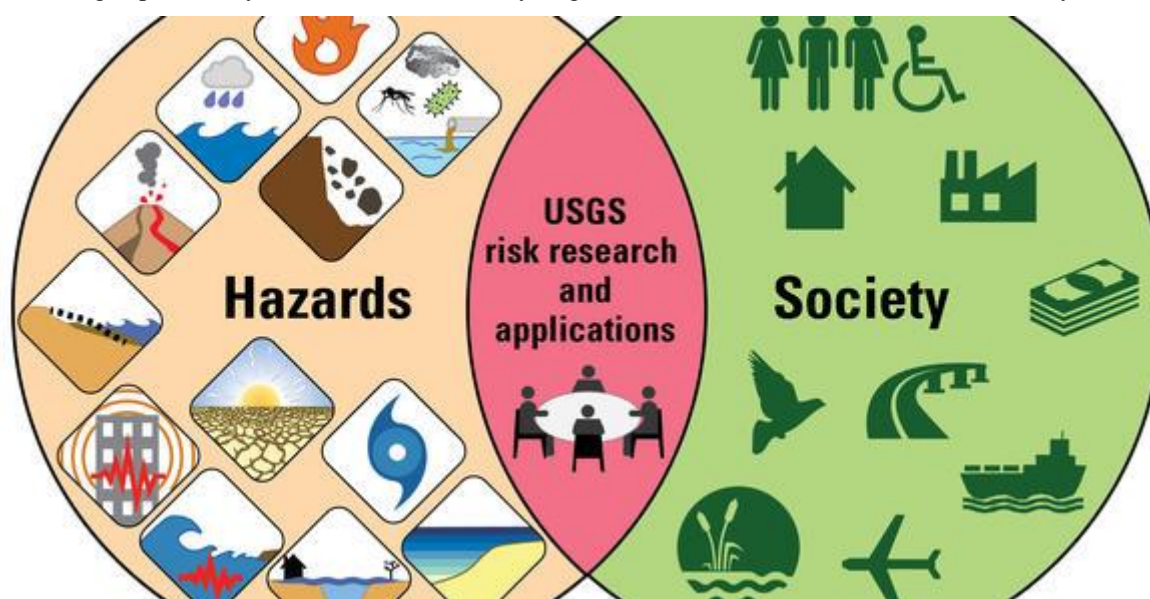 Hazards
USGS
risk research
and
applications
Society